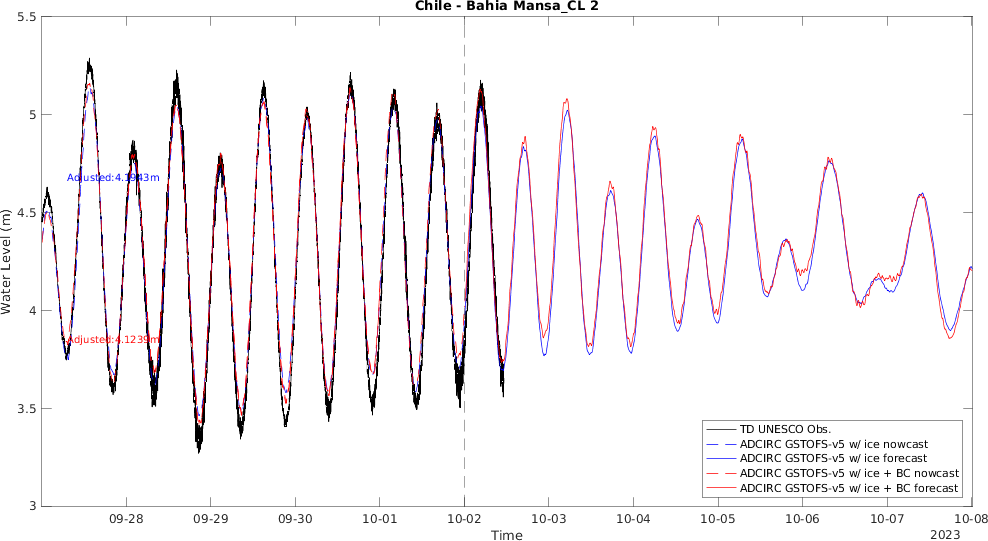 Chile - Bahia Mansa_CL 2
5.5
5
4.5
4
3.5
3
Water Level (m)
Adjusted:4.1943m
Adjusted:4.1239m
TD UNESCO Obs.
ADCIRC GSTOFS-v5 w/ ice nowcast
ADCIRC GSTOFS-v5 w/ ice forecast
ADCIRC GSTOFS-v5 w/ ice + BC nowcast
ADCIRC GSTOFS-v5 w/ ice + BC forecast
09-28 09-29 09-30 10-01 10-02 10-03 10-04 10-05 10-06 10-07 10-08
Time
2023